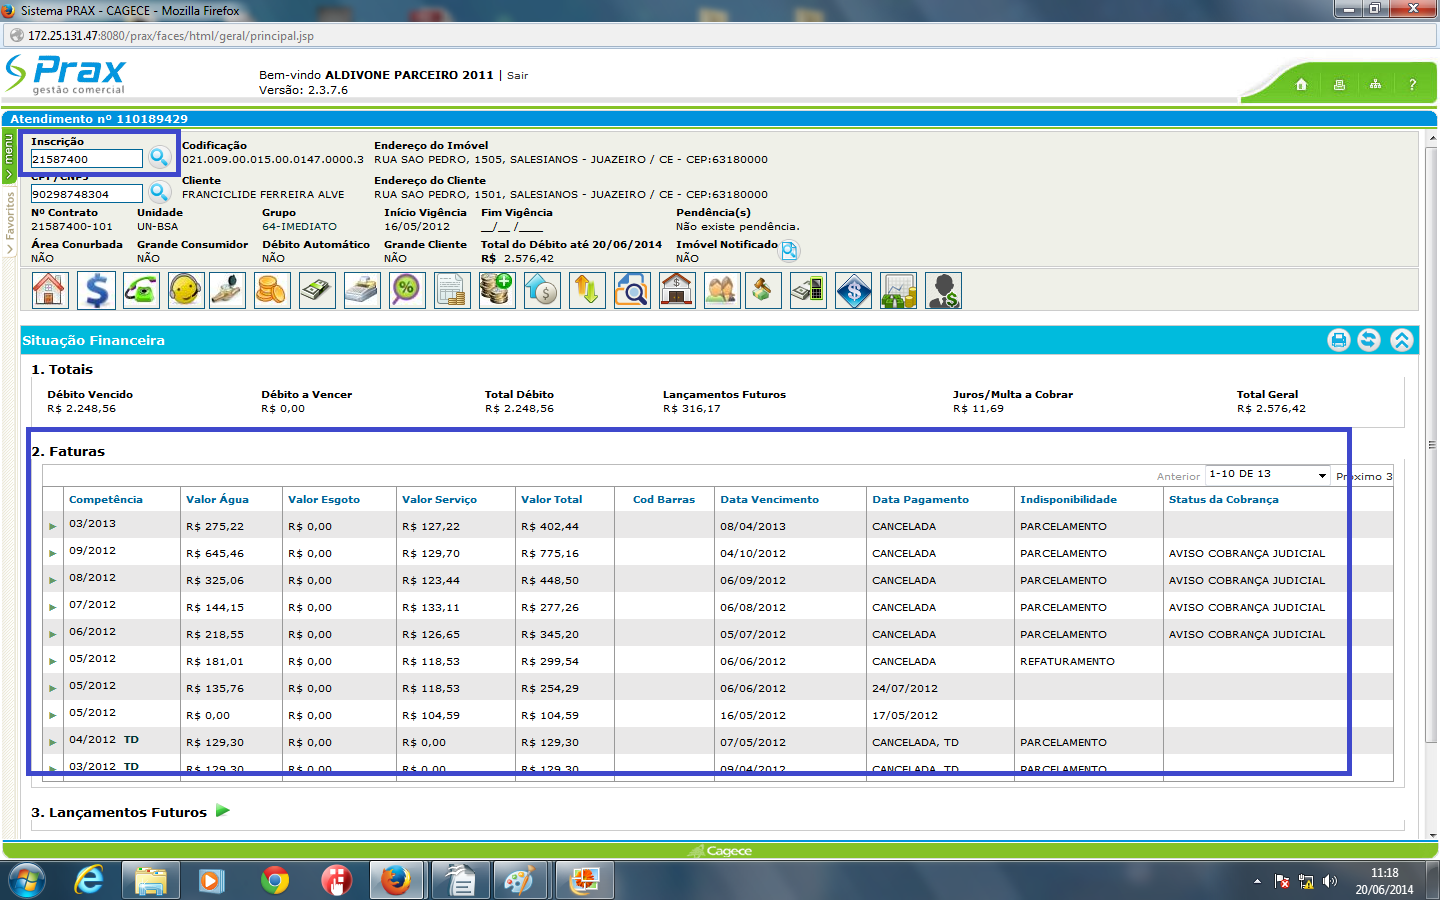 Sistema PRAX - CAGECE - Mozilla Firefox
172.25.131.47:8080/prax/faces/html/geral/principal.jsp
Prax
gestão comercial
Bem-vindo ALDIVONE PARCEIRO 2011 | Sair
Versão: 2.3.7.6
?
Atendimento nº 110189429
menu
Favoritos
Inscrição Codificação Endereço do Imóvel
21587400 021.009.00.015.00.0147.0000.3 RUA SAO PEDRO, 1505, SALESIANOS - JUAZEIRO / CE - CEP:63180000
CPF/CNPJ Cliente Endereço do Cliente
90298748304 FRANCICLIDE FERREIRA ALVE RUA SAO PEDRO, 1501, SALESIANOS - JUAZEIRO / CE - CEP:63180000
Nº Contrato Unidade Grupo Início Vigência Fim Vigência Pendência(s)
21587400-101 UN-BSA 64-IMEDIATO 16/05/2012 __/__ /____ Não existe pendência.
Área Conurbada Grande Consumidor Débito Automático Grande Cliente Total do Débito até 20/06/2014 Imóvel Notificado
NÃO NÃO NÃO NÃO R$ 2.576,42 NÃO
Situação Financeira
1. Totais
Débito Vencido Débito a Vencer Total Débito Lançamentos Futuros Juros/Multa a Cobrar Total Geral
R$ 2.248,56 R$ 0,00 R$ 2.248,56 R$ 316,17 R$ 11,69 R$ 2.576,42
2. Faturas
Anterior 1-10 DE 13 Próximo 3
Competência Valor Água Valor Esgoto Valor Serviço Valor Total Cod Barras Data Vencimento Data Pagamento Indisponibilidade Status da Cobrança
03/2013 R$ 275,22 R$ 0,00 R$ 127,22 R$ 402,44 08/04/2013 CANCELADA PARCELAMENTO
09/2012 R$ 645,46 R$ 0,00 R$ 129,70 R$ 775,16 04/10/2012 CANCELADA PARCELAMENTO AVISO COBRANÇA JUDICIAL
08/2012 R$ 325,06 R$ 0,00 R$ 123,44 R$ 448,50 06/09/2012 CANCELADA PARCELAMENTO AVISO COBRANÇA JUDICIAL
07/2012 R$ 144,15 R$ 0,00 R$ 133,11 R$ 277,26 06/08/2012 CANCELADA PARCELAMENTO AVISO COBRANÇA JUDICIAL
06/2012 R$ 218,55 R$ 0,00 R$ 126,65 R$ 345,20 05/07/2012 CANCELADA PARCELAMENTO AVISO COBRANÇA JUDICIAL
05/2012 R$ 181,01 R$ 0,00 R$ 118,53 R$ 299,54 06/06/2012 CANCELADA REFATURAMENTO
05/2012 R$ 135,76 R$ 0,00 R$ 118,53 R$ 254,29 06/06/2012 24/07/2012
05/2012 R$ 0,00 R$ 0,00 R$ 104,59 R$ 104,59 16/05/2012 17/05/2012
04/2012 TD R$ 129,30 R$ 0,00 R$ 0,00 R$ 129,30 07/05/2012 CANCELADA, TD PARCELAMENTO
03/2012 TD R$ 129,30 R$ 0,00 R$ 0,00 R$ 129,30 09/04/2012 CANCELADA, TD PARCELAMENTO
3. Lançamentos Futuros
Cagece
11:18
20/06/2014